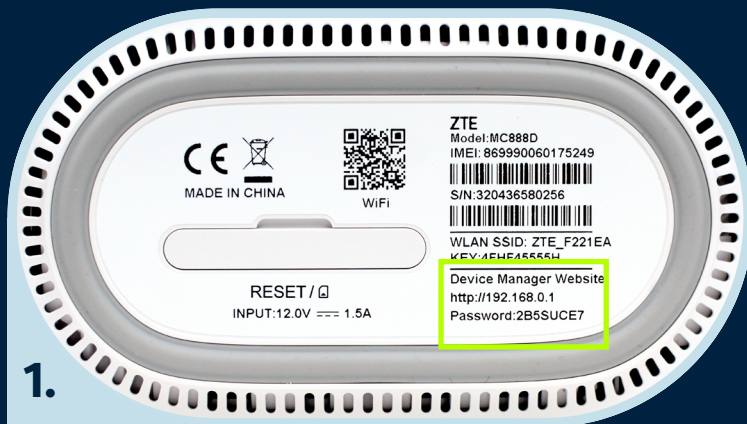 MADE IN CHINA
WiFi
RESET /
INPUT:12.0V 1.5A
ZTE
Model:MC888D
IMEI: 869990060175249
S/N:320436580256
WLAN SSID: ZTE_F221EA
Device Manager Website
http://192.168.0.1
Password:2B5SUCE7
1.